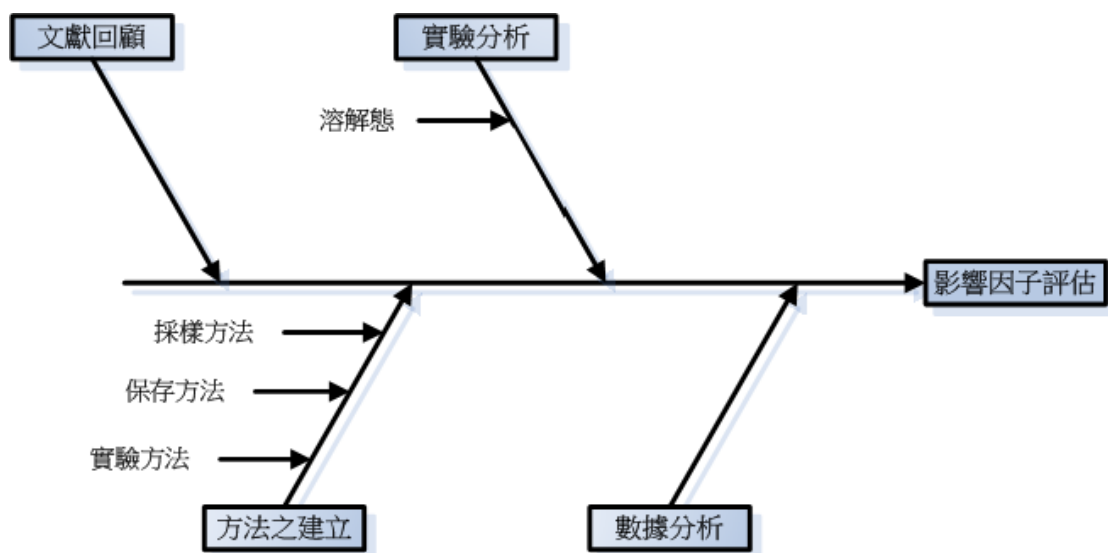 文獻回顧
實驗分析
溶解態
影響因子評估
採樣方法
保存方法
實驗方法
方法之建立
數據分析